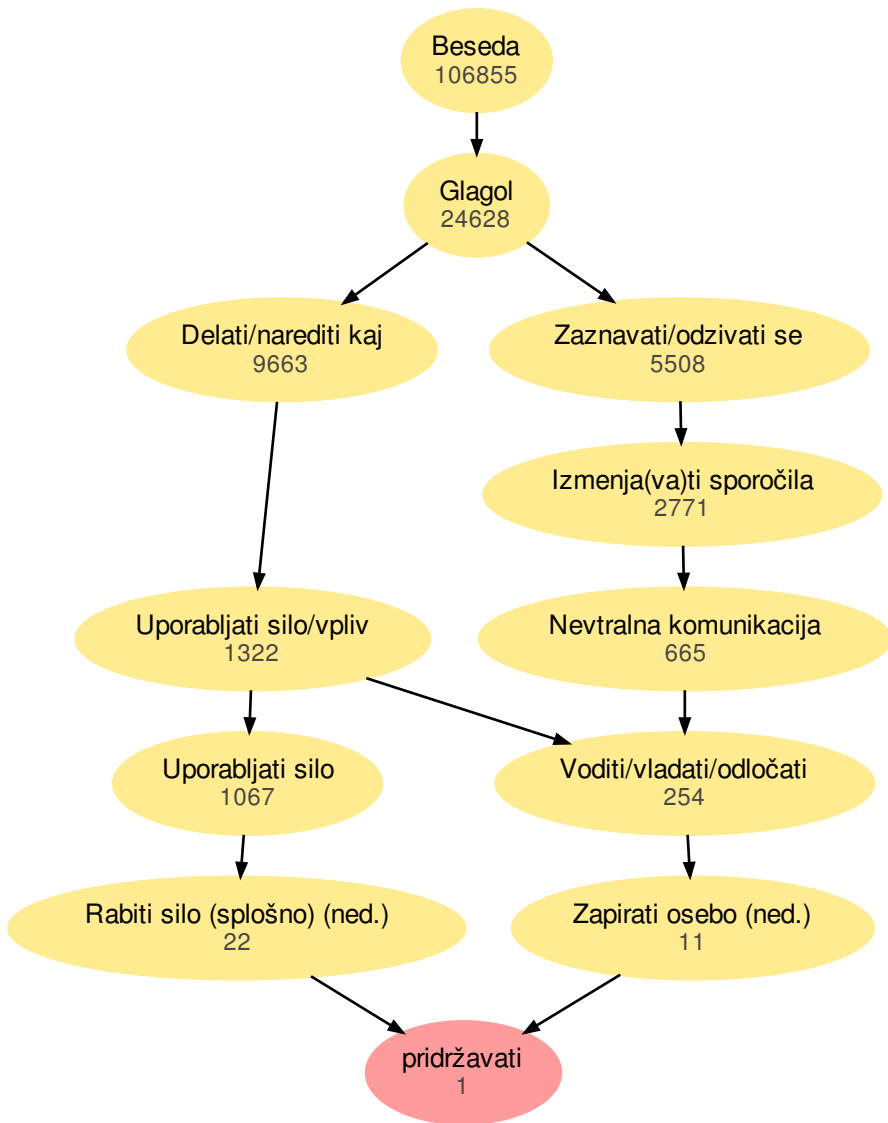 Beseda
106855
Glagol
24628
Delati/narediti kaj
9663
Zaznavati/odzivati se
5508
Izmenja(va)ti sporočila
2771
Uporabljati silo/vpliv
1322
Nevtralna komunikacija
665
Uporabljati silo
1067
Voditi/vladati/odločati
254
Rabiti silo (splošno) (ned.)
22
Zapirati osebo (ned.)
11
pridržavati
1